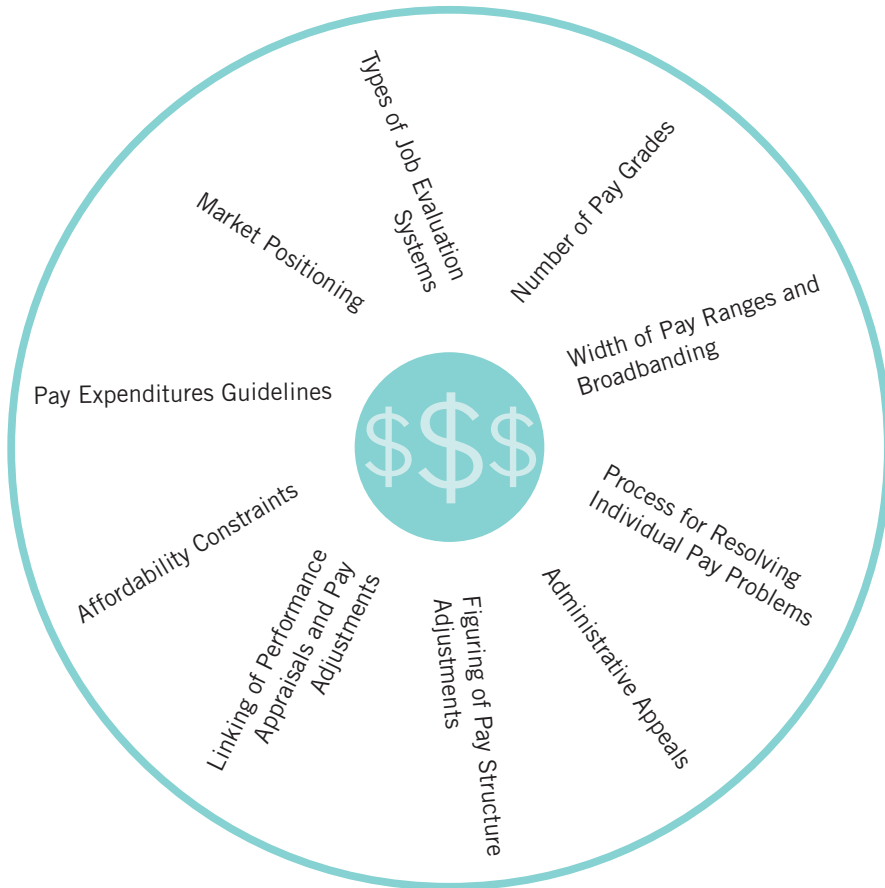 Types of Job Evaluation
Systems
Number of Pay Grades
Width of Pay Ranges and
Broadbanding
Process for Resolving
Individual Pay Problems
Administrative Appeals
Figuring of Pay Structure
Adjustments
Linking of Performance
Appraisals and Pay
Adjustments
Affordability Constraints
Pay Expenditures Guidelines
Market Positioning
$$$